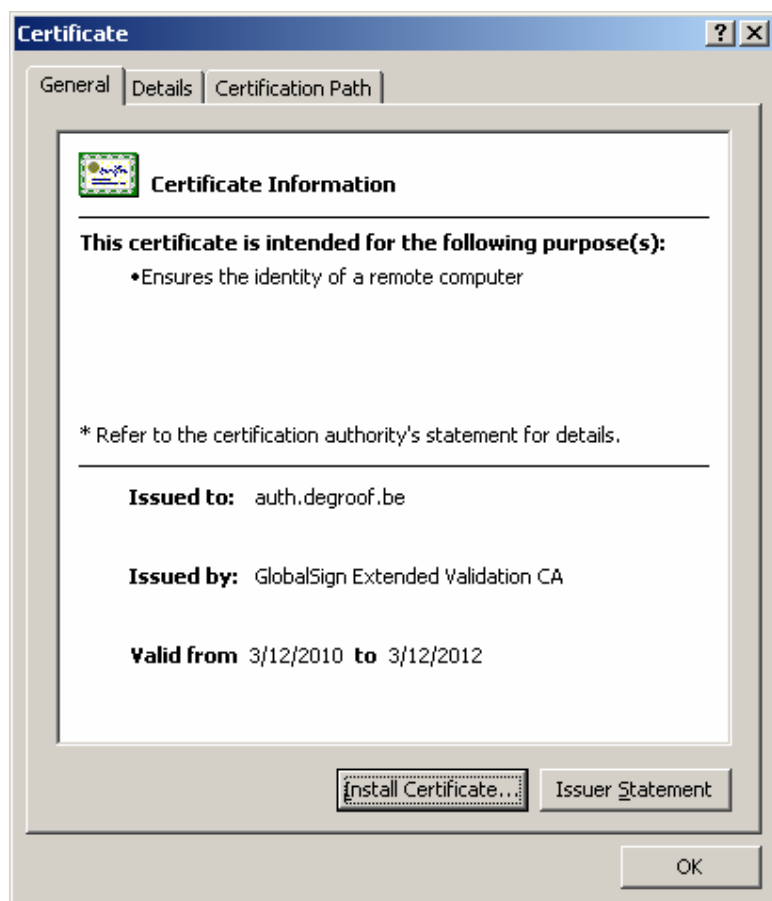 Certificate
General Details Certification Path
Certificate Information
This certificate is intended for the following purpose(s):
•Ensures the identity of a remote computer
* Refer to the certification authority's statement for details.
Issued to: auth.degroof.be
Issued by: GlobalSign Extended Validation CA
Valid from 3/12/2010 to 3/12/2012
Install Certificate... Issuer Statement
OK